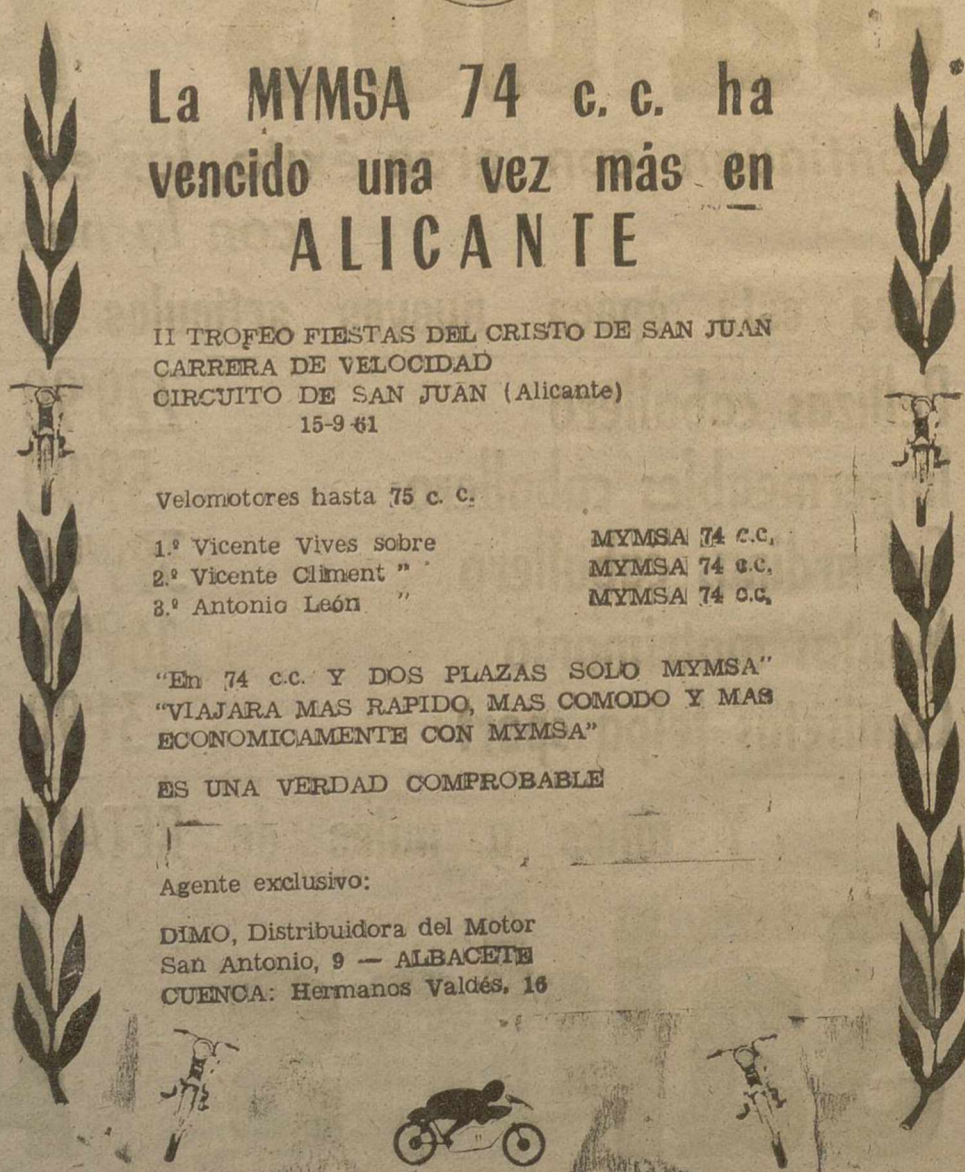 La MYMSA 74 c. c. ha
vencido una vez más en
ALICANTE
II TROFEO FIESTAS DEL CRISTO DE SAN JUAN
CARRERA DE VELOCIDAD
CIRCUITO DE SAN JUAN (Alicante)
15-9-61
Velomotores hasta 75 c. c.
1.º Vicente Vives sobre MYMSA 74 c.c.
2.º Vicente Climent " MYMSA 74 c.c.
3.º Antonio León " MYMSA 74 c.c.
"En 74 c.c. Y DOS PLAZAS SOLO MYMSA"
"VIAJARA MAS RAPIDO, MAS COMODO Y MAS
ECONOMICAMENTE CON MYMSA"
ES UNA VERDAD COMPROBABLE
Agente exclusivo:
DIMO, Distribuidora del Motor
San Antonio, 9 — ALBACETE
CUENCA: Hermanos Valdés, 16